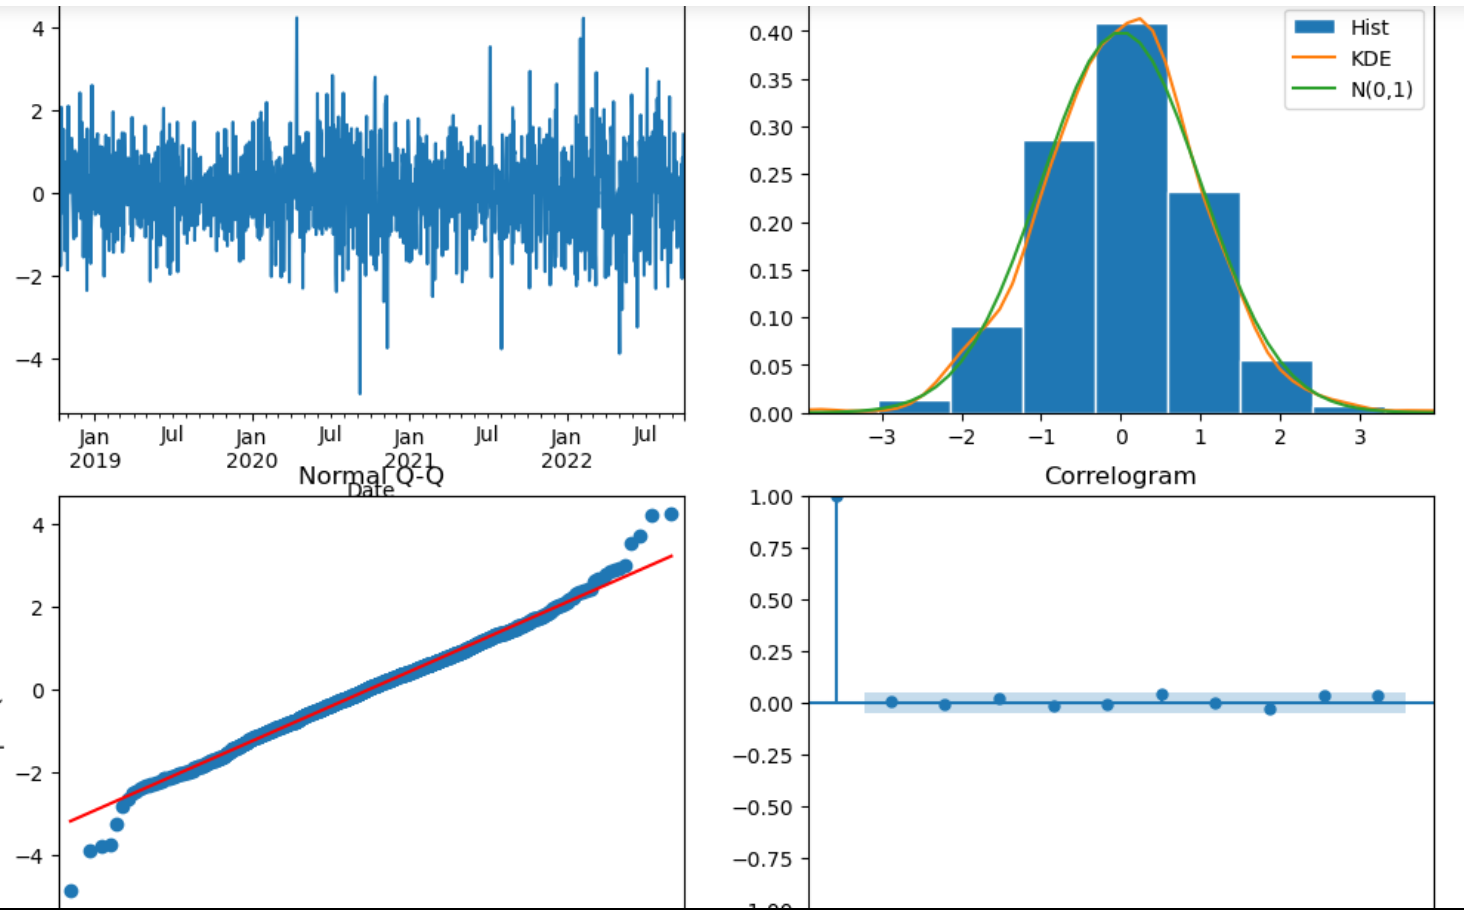 4
2
0
−2
−4
Jan
2019
Jul
Jan
2020
Jul
Jan
2021
Jul
Jan
2022
Jul
Date
0.40
0.35
0.30
0.25
0.20
0.15
0.10
0.05
0.00
−3
−2
−1
0
1
2
3
Hist
KDE
N(0,1)
Normal Q-Q
4
2
0
−2
−4
Correlogram
1.00
0.75
0.50
0.25
0.00
−0.25
−0.50
−0.75